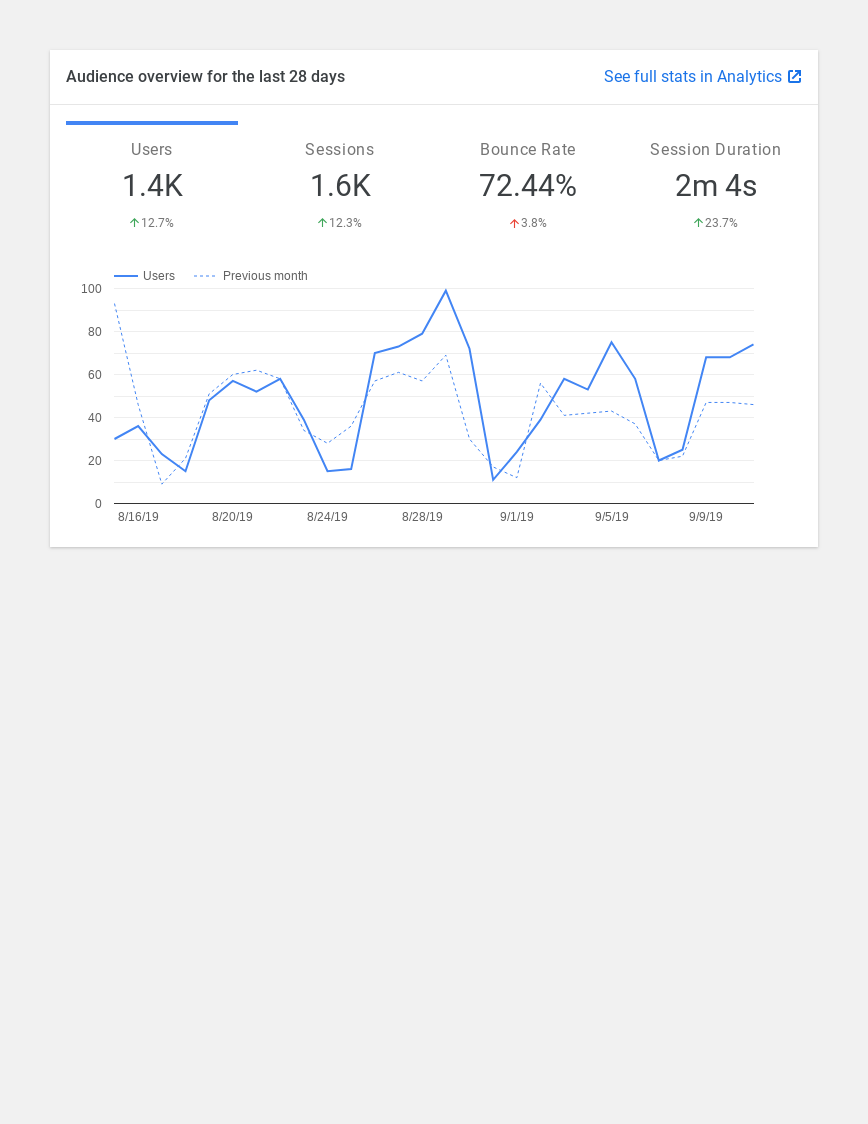 Audience overview for the last 28 days
See full stats in Analytics
Users
Sessions
Bounce Rate
Session Duration
1.4K
1.6K
72.44%
2m 4s
12.7%
12.3%
3.8%
23.7%
Users
Previous month
100
80
60
40
20
0
8/16/19
8/20/19
8/24/19
8/28/19
9/1/19
9/5/19
9/9/19